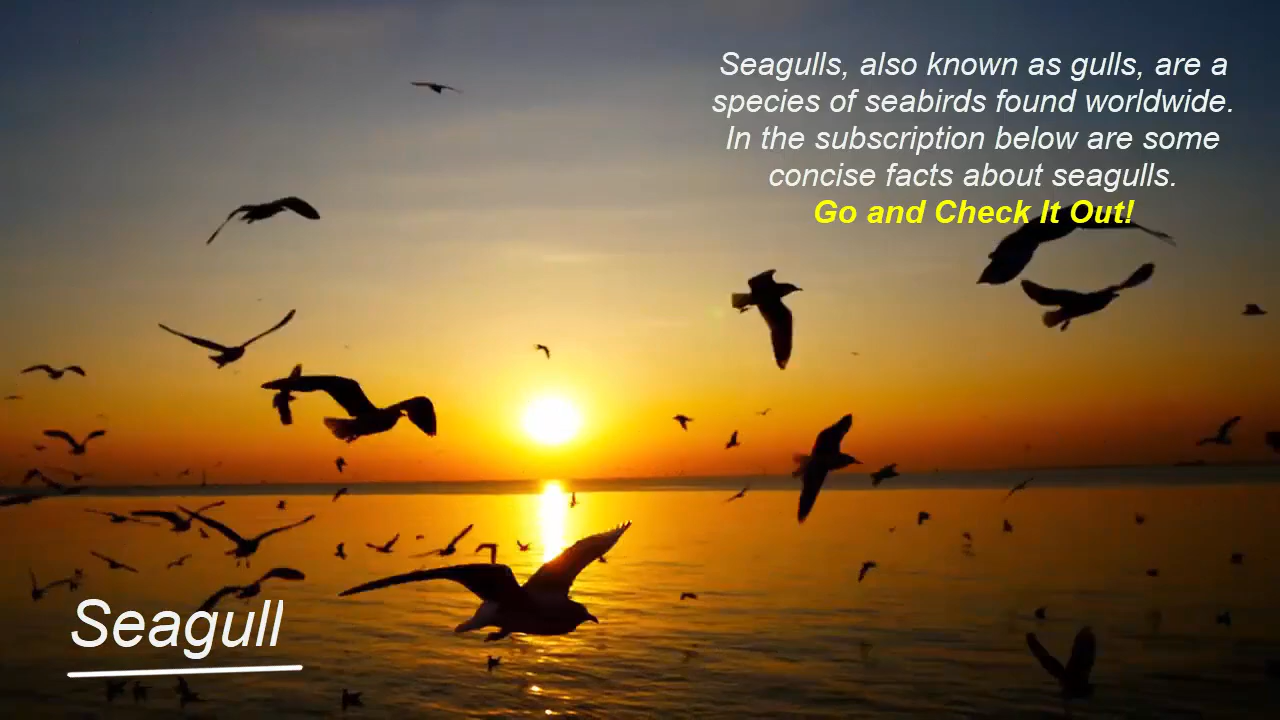 Seagulls, also known as gulls, are a
species of seabirds found worldwide.
In the subscription below are some
concise facts about seagulls.
Go and Check It Out!
Seagull